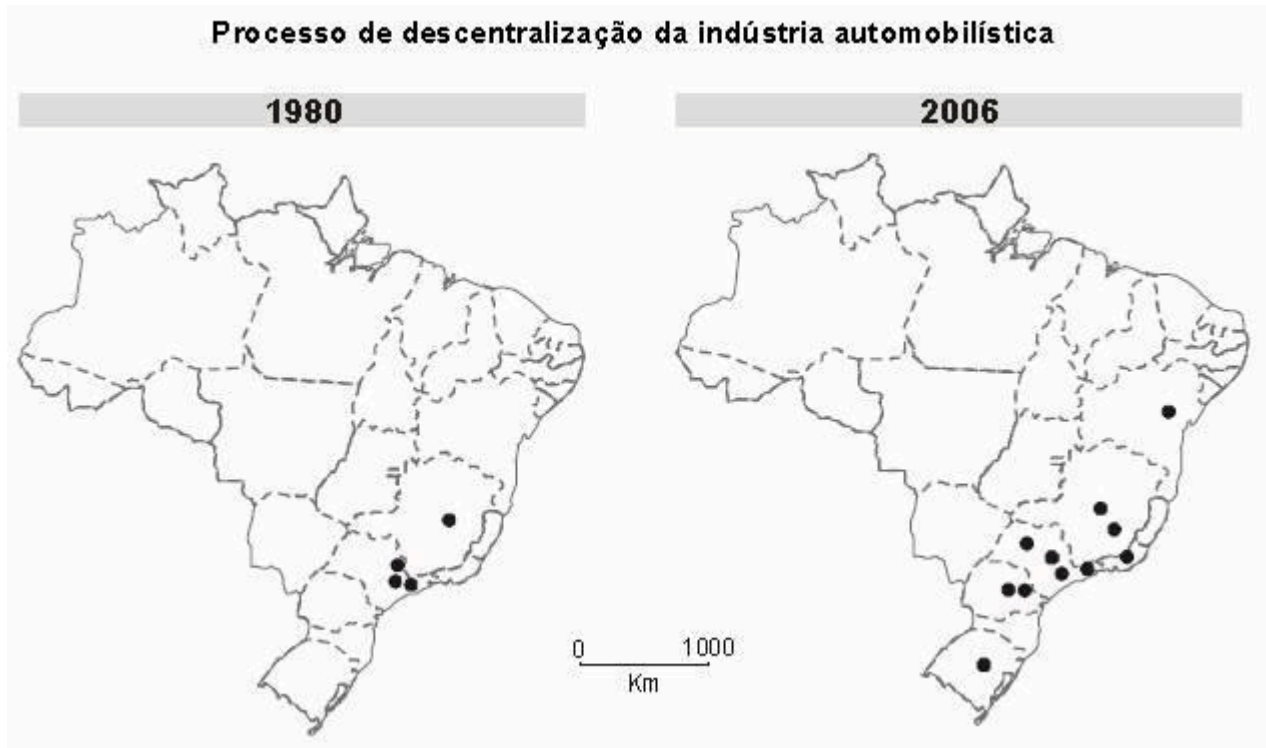 Processo de descentralização da indústria automobilística
1980
2006
0 1000
Km